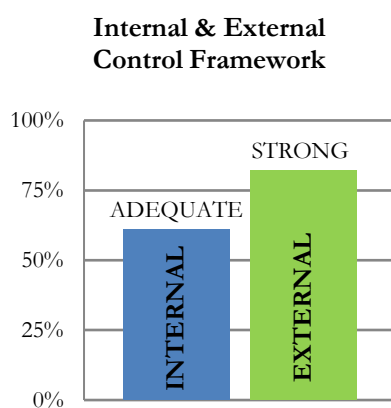 Internal & External
Control Framework
100%
STRONG
75%
ADEQUATE
50%
INTERNAL
EXTERNAL
25%
0%